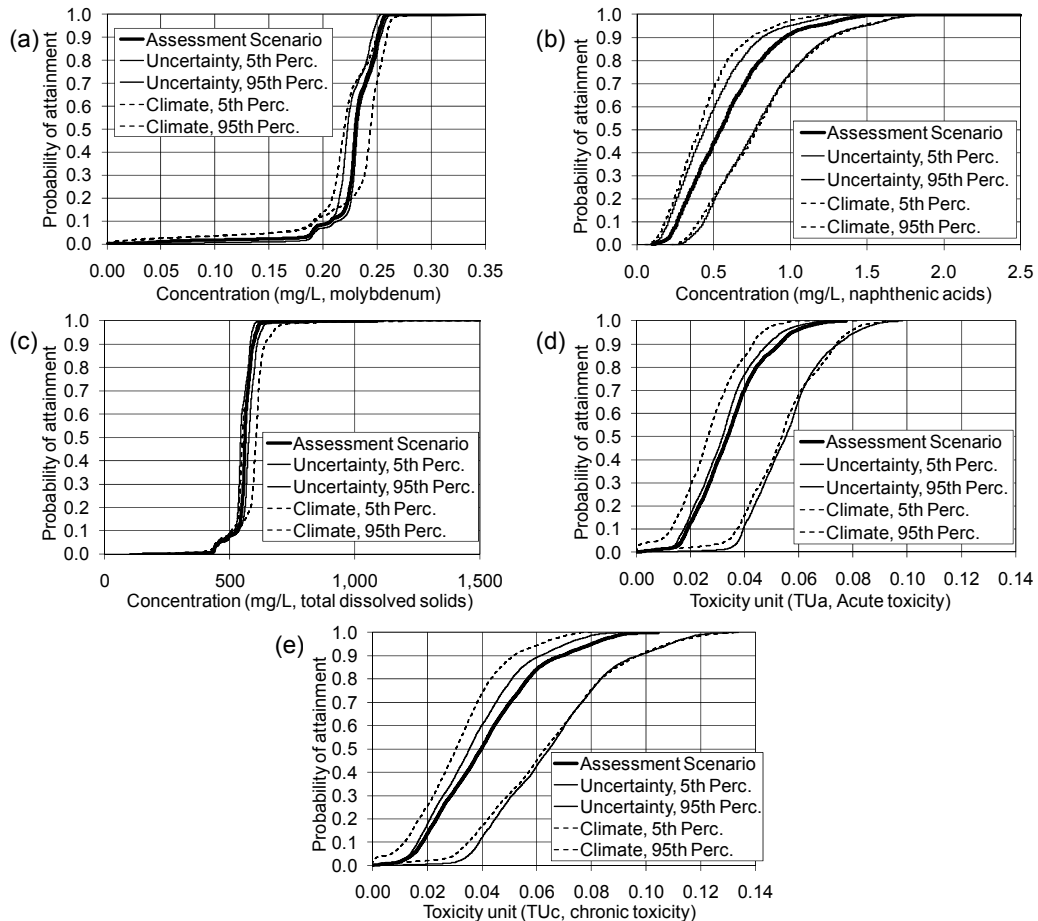 (a)
Probability of attainment
1.0
0.9
0.8
0.7
0.6
0.5
0.4
0.3
0.2
0.1
0.0
Assessment Scenario
Uncertainty, 5th Perc.
Uncertainty, 95th Perc.
Climate, 5th Perc.
Climate, 95th Perc.
0.00 0.05 0.10 0.15 0.20 0.25 0.30 0.35
Concentration (mg/L, molybdenum)
(b)
Probability of attainment
1.0
0.9
0.8
0.7
0.6
0.5
0.4
0.3
0.2
0.1
0.0
Assessment Scenario
Uncertainty, 5th Perc.
Uncertainty, 95th Perc.
Climate, 5th Perc.
Climate, 95th Perc.
0.0 0.5 1.0 1.5 2.0 2.5
Concentration (mg/L, naphthenic acids)
(c)
Probability of attainment
1.0
0.9
0.8
0.7
0.6
0.5
0.4
0.3
0.2
0.1
0.0
Assessment Scenario
Uncertainty, 5th Perc.
Uncertainty, 95th Perc.
Climate, 5th Perc.
Climate, 95th Perc.
0 500 1,000 1,500
Concentration (mg/L, total dissolved solids)
(d)
Probability of attainment
1.0
0.9
0.8
0.7
0.6
0.5
0.4
0.3
0.2
0.1
0.0
Assessment Scenario
Uncertainty, 5th Perc.
Uncertainty, 95th Perc.
Climate, 5th Perc.
Climate, 95th Perc.
0.00 0.02 0.04 0.06 0.08 0.10 0.12 0.14
Toxicity unit (TUa, Acute toxicity)
(e)
Probability of attainment
1.0
0.9
0.8
0.7
0.6
0.5
0.4
0.3
0.2
0.1
0.0
Assessment Scenario
Uncertainty, 5th Perc.
Uncertainty, 95th Perc.
Climate, 5th Perc.
Climate, 95th Perc.
0.00 0.02 0.04 0.06 0.08 0.10 0.12 0.14
Toxicity unit (TUc, chronic toxicity)